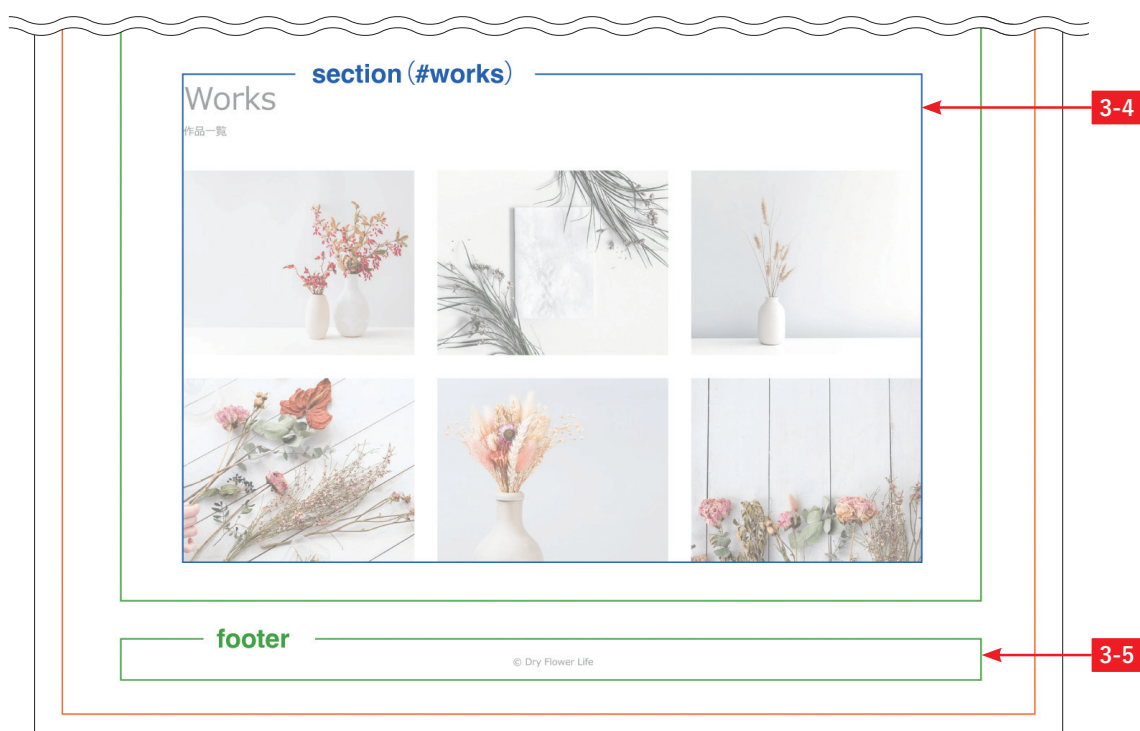 section（#works）
Works
3-4
作品一覧
footer
© Dry Flower Life
3-5